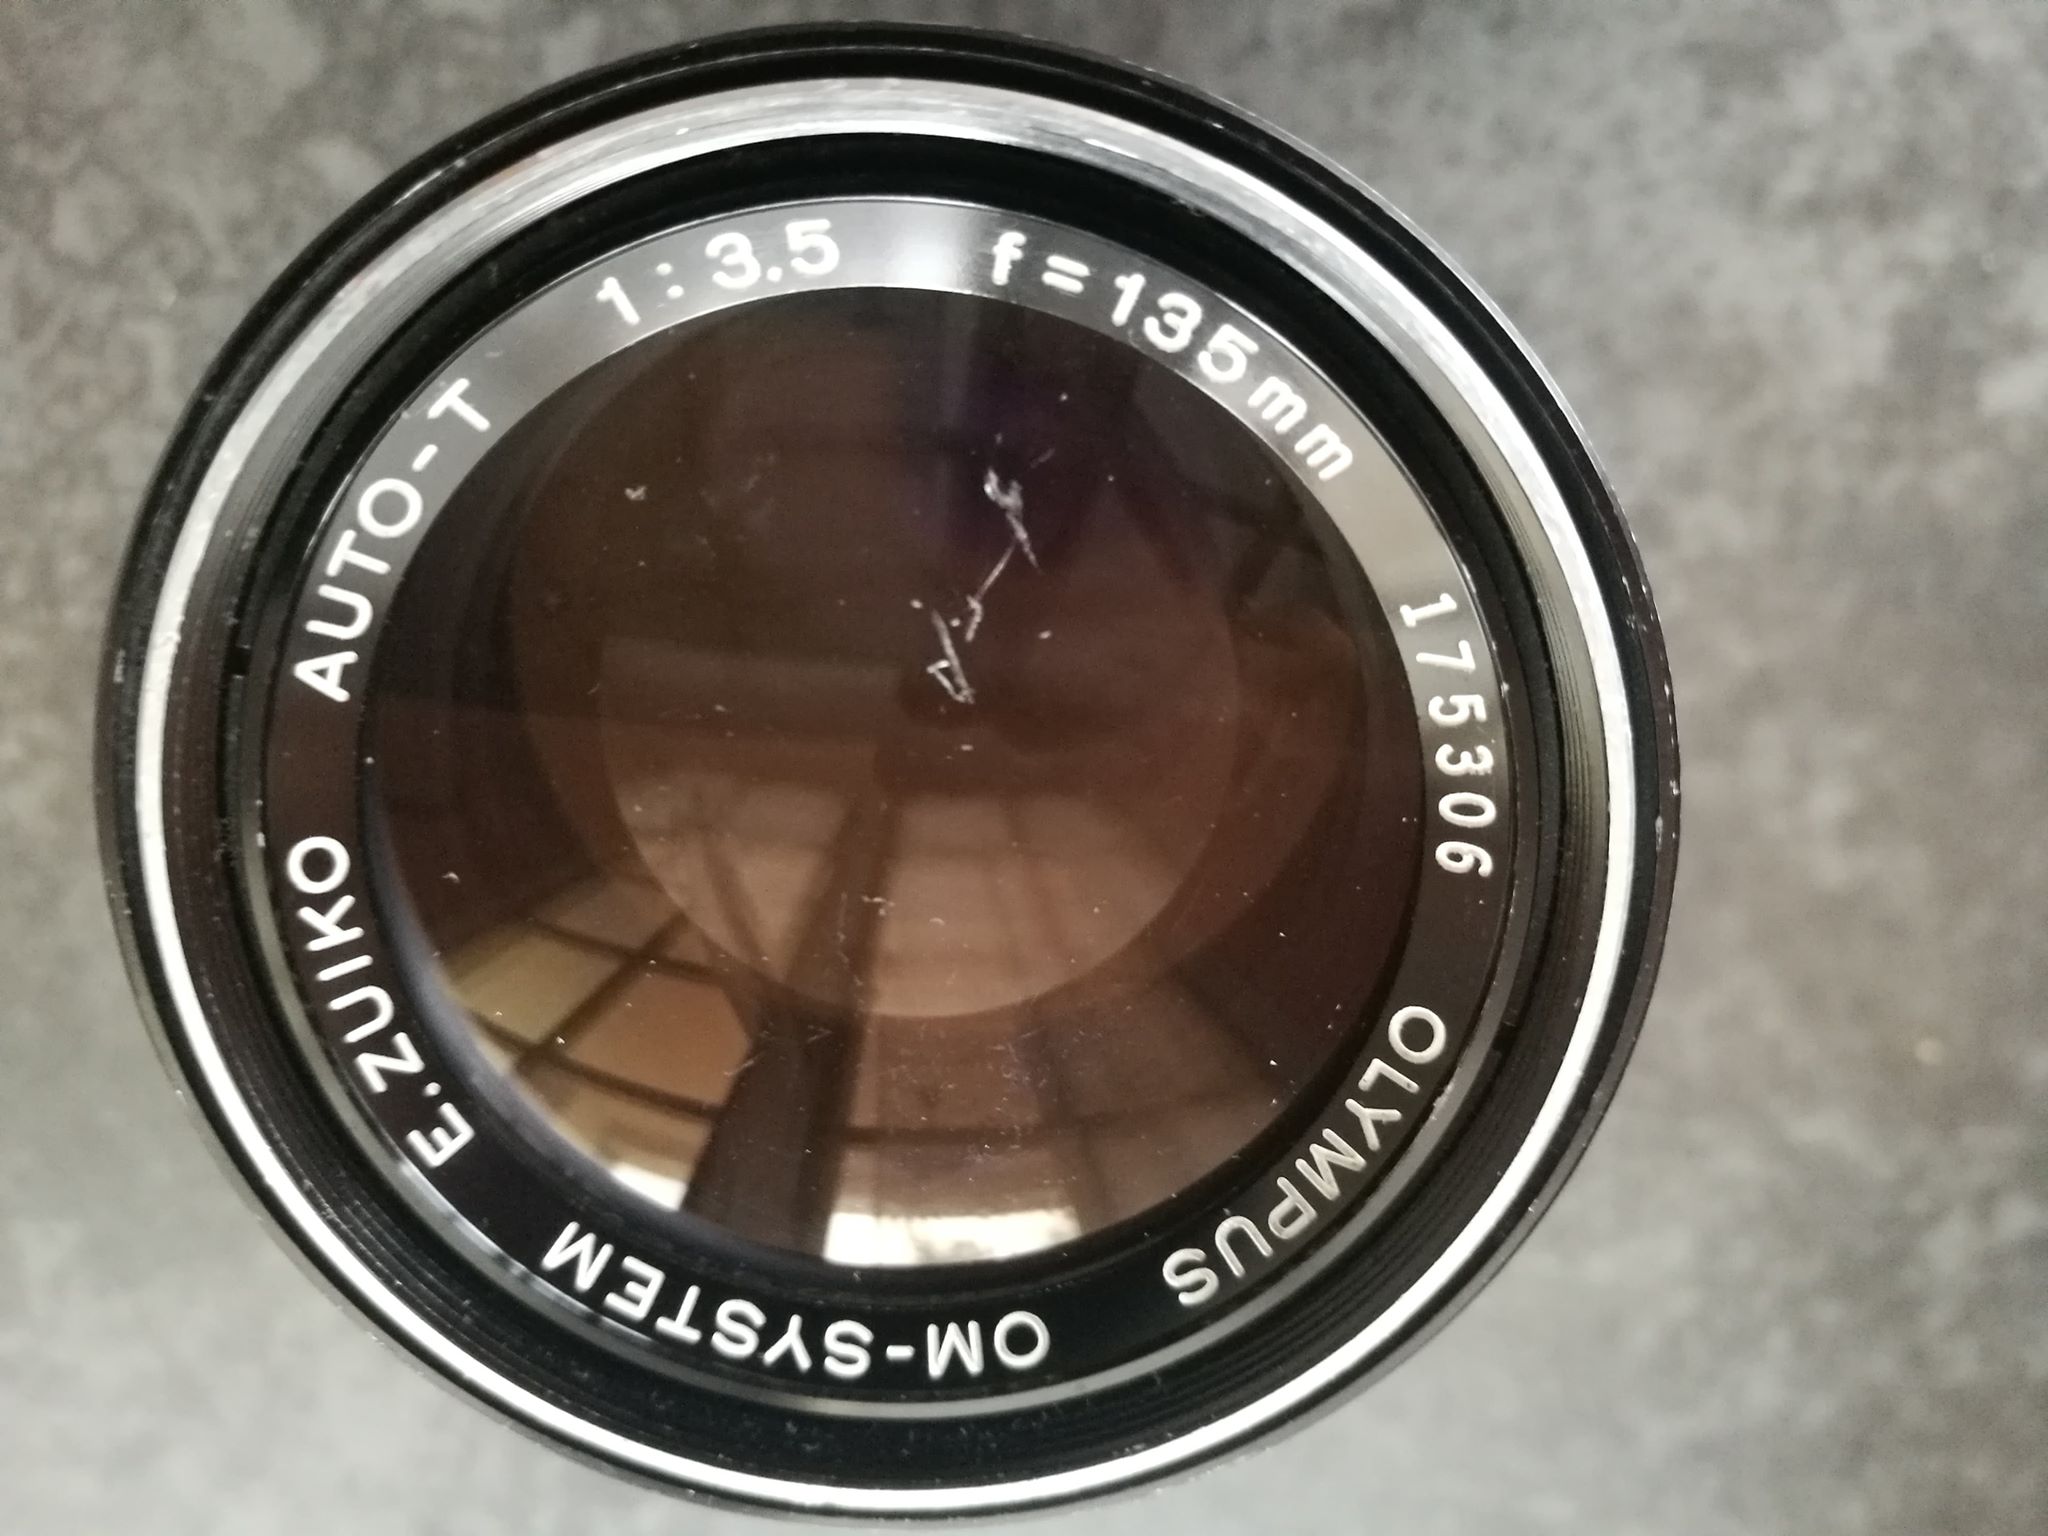 OLYMPUS OM-SYSTEM E.ZUIKO AUTO-T 1:3.5 f=135mm 175306